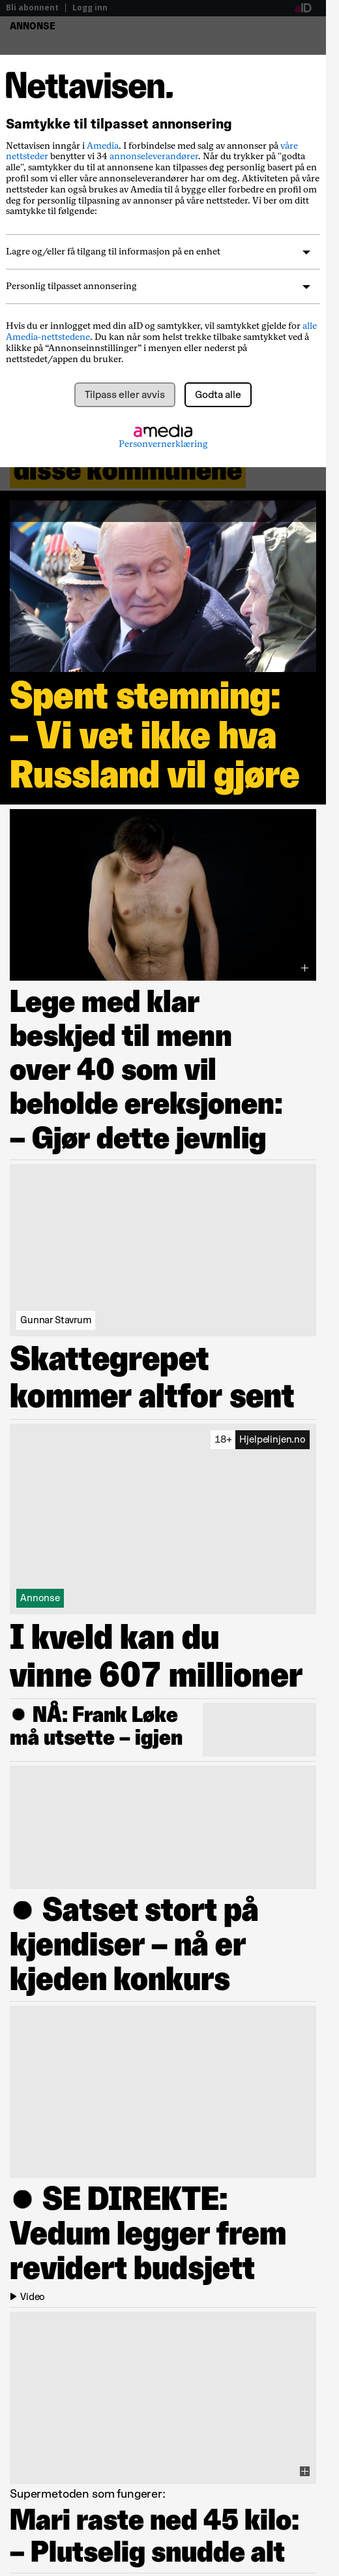 Bli abonnent | Logg inn
aID
ANNONSE
Nettavisen.
Samtykke til tilpasset annonsering
Nettavisen inngår i Amedia. I forbindelse med salg av annonser på våre
nettsteder benytter vi 34 annonseleverandører. Når du trykker på "godta
alle", samtykker du til at annonsene kan tilpasses deg personlig basert på en
profil som vi eller våre annonseleverandører har om deg. Aktiviteten på våre
nettsteder kan også brukes av Amedia til å bygge eller forbedre en profil om
deg for personlig tilpasning av annonser på våre nettsteder. Vi ber om ditt
samtykke til følgende:
Lagre og/eller få tilgang til informasjon på en enhet
Personlig tilpasset annonsering
Hvis du er innlogget med din aID og samtykker, vil samtykket gjelde for alle
Amedia-nettstedene. Du kan når som helst trekke tilbake samtykket ved å
klikke på “Annonseinnstillinger” i menyen eller nederst på
nettstedet/appen du bruker.
Tilpass eller avvis
Godta alle
amedia
Personvernerklæring
disse kommunene
Spent stemning:
– Vi vet ikke hva
Russland vil gjøre
Lege med klar
beskjed til menn
over 40 som vil
beholde ereksjonen:
– Gjør dette jevnlig
Gunnar Stavrum
Skattegrepet
kommer altfor sent
18+ Hjelpelinjen.no
Annonse
I kveld kan du
vinne 607 millioner
● NÅ: Frank Løke
må utsette – igjen
● Satset stort på
kjendiser – nå er
kjeden konkurs
● SE DIREKTE:
Vedum legger frem
revidert budsjett
Video
Supermetoden som fungerer:
Mari raste ned 45 kilo:
– Plutselig snudde alt